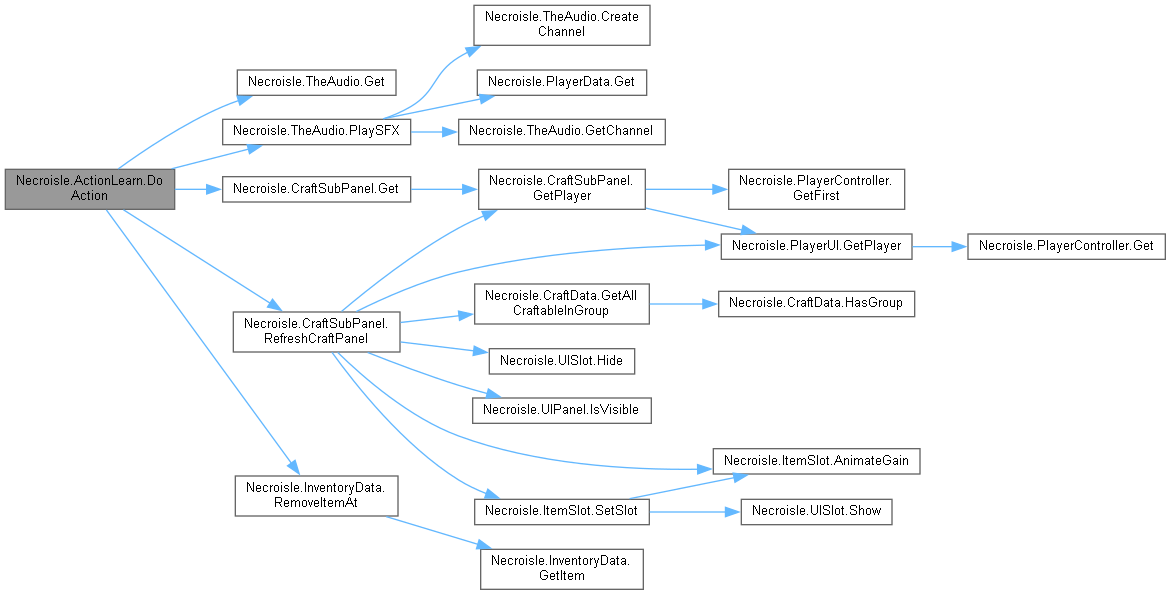 Necroisle.TheAudio.Create
Channel
Necroisle.TheAudio.Get
Necroisle.PlayerData.Get
Necroisle.TheAudio.PlaySFX
Necroisle.TheAudio.GetChannel
Necroisle.ActionLearn.Do
Action
Necroisle.CraftSubPanel.Get
Necroisle.CraftSubPanel.
GetPlayer
Necroisle.PlayerController.
GetFirst
Necroisle.PlayerUI.GetPlayer
Necroisle.PlayerController.Get
Necroisle.CraftData.GetAll
CraftableInGroup
Necroisle.CraftData.HasGroup
Necroisle.CraftSubPanel.
RefreshCraftPanel
Necroisle.UISlot.Hide
Necroisle.UIPanel.IsVisible
Necroisle.ItemSlot.AnimateGain
Necroisle.InventoryData.
RemoveItemAt
Necroisle.ItemSlot.SetSlot
Necroisle.UISlot.Show
Necroisle.InventoryData.
GetItem